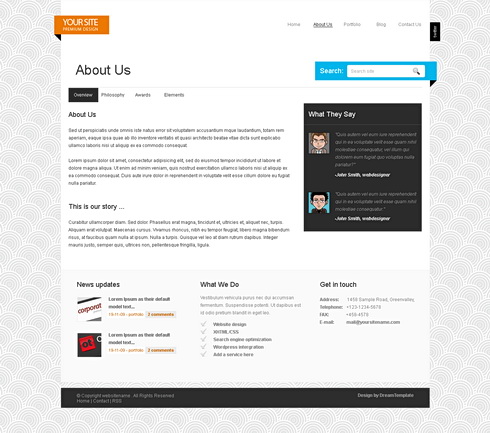 YOUR SITE
PREMIUM DESIGN
Home About Us Portfolio Blog Contact Us
twitter
About Us
Search: Search site
Overview Philosophy Awards Elements
About Us
Sed ut perspiciatis unde omnis iste natus error sit voluptatem accusantium mque laudantium, totam rem
aperiam, eaque ipsa quae ab illo inventore veritatis et quasi architecto beatae vitae dicta sunt explicabo
ullamco laboris nisi ut aliquip ex ea commodo consequat.
Lorem ipsum dolor sit amet, consectetur adipisicing elit, sed do eiusmod tempor incididunt ut labore et
dolore magna aliqua. Ut enim ad minim veniam, quis nostrud exercitation ullamco laboris nisi ut aliquip ex
ea commodo consequat. Duis aute irure dolor in reprehenderit in voluptate velit esse cillum dolore eu fugiat
nulla pariatur
This is our story ...
Curabitur ullamcorper diam. Sed dolor. Phasellus erat magna, tincidunt et, ultricies et, aliquet nec, turpis.
Aliquam erat volutpat. Maecenas cursus. Vivamus rhoncus, nibh eu tempor feugiat, libero magna bibendum
risus, at faucibus quam nulla at ipsum. Nulla a turpis. Quisque vel leo at diam rutrum dapibus. Integer
mauris justo, semper quis, ultrices non, pellentesque fringilla, ligula.
What They Say
"Quis autem vel eum iure reprehenderit
qui in ea voluptate velit esse quam nihil
molestiae consequatur, vel illum qui
dolorem eum fugiat quo voluptas nulla
pariatur?"
-John Smith, webdesigner
"Quis autem vel eum iure reprehenderit
qui in ea voluptate velit esse quam nihil
molestiae consequatur."
-John Smith, webdesigner
News updates
corporat
Lorem Ipsum as their default
model text...
19-11-09 - portfolio 2 comments
Lorem Ipsum as their default
model text...
19-11-09 - portfolio 2 comments
What We Do
Vestibulum vehicula purus nec dui accumsan
fermentum. Suspendisse potenti. Ut dapibus est
id odio pretium blandit in eget leo.
Website design
XHTML/CSS
Search engine optimization
Wordpress integration
Add a service here
Get in touch
Address: 1458 Sample Road, Greenvalley,
Telephone: +123-1234-5678
FAX: +458-4578
E.mail: mail@yoursitename.com
© Copyright websitename. All Rights Reserved
Home | Contact | RSS
Design by DreamTemplate